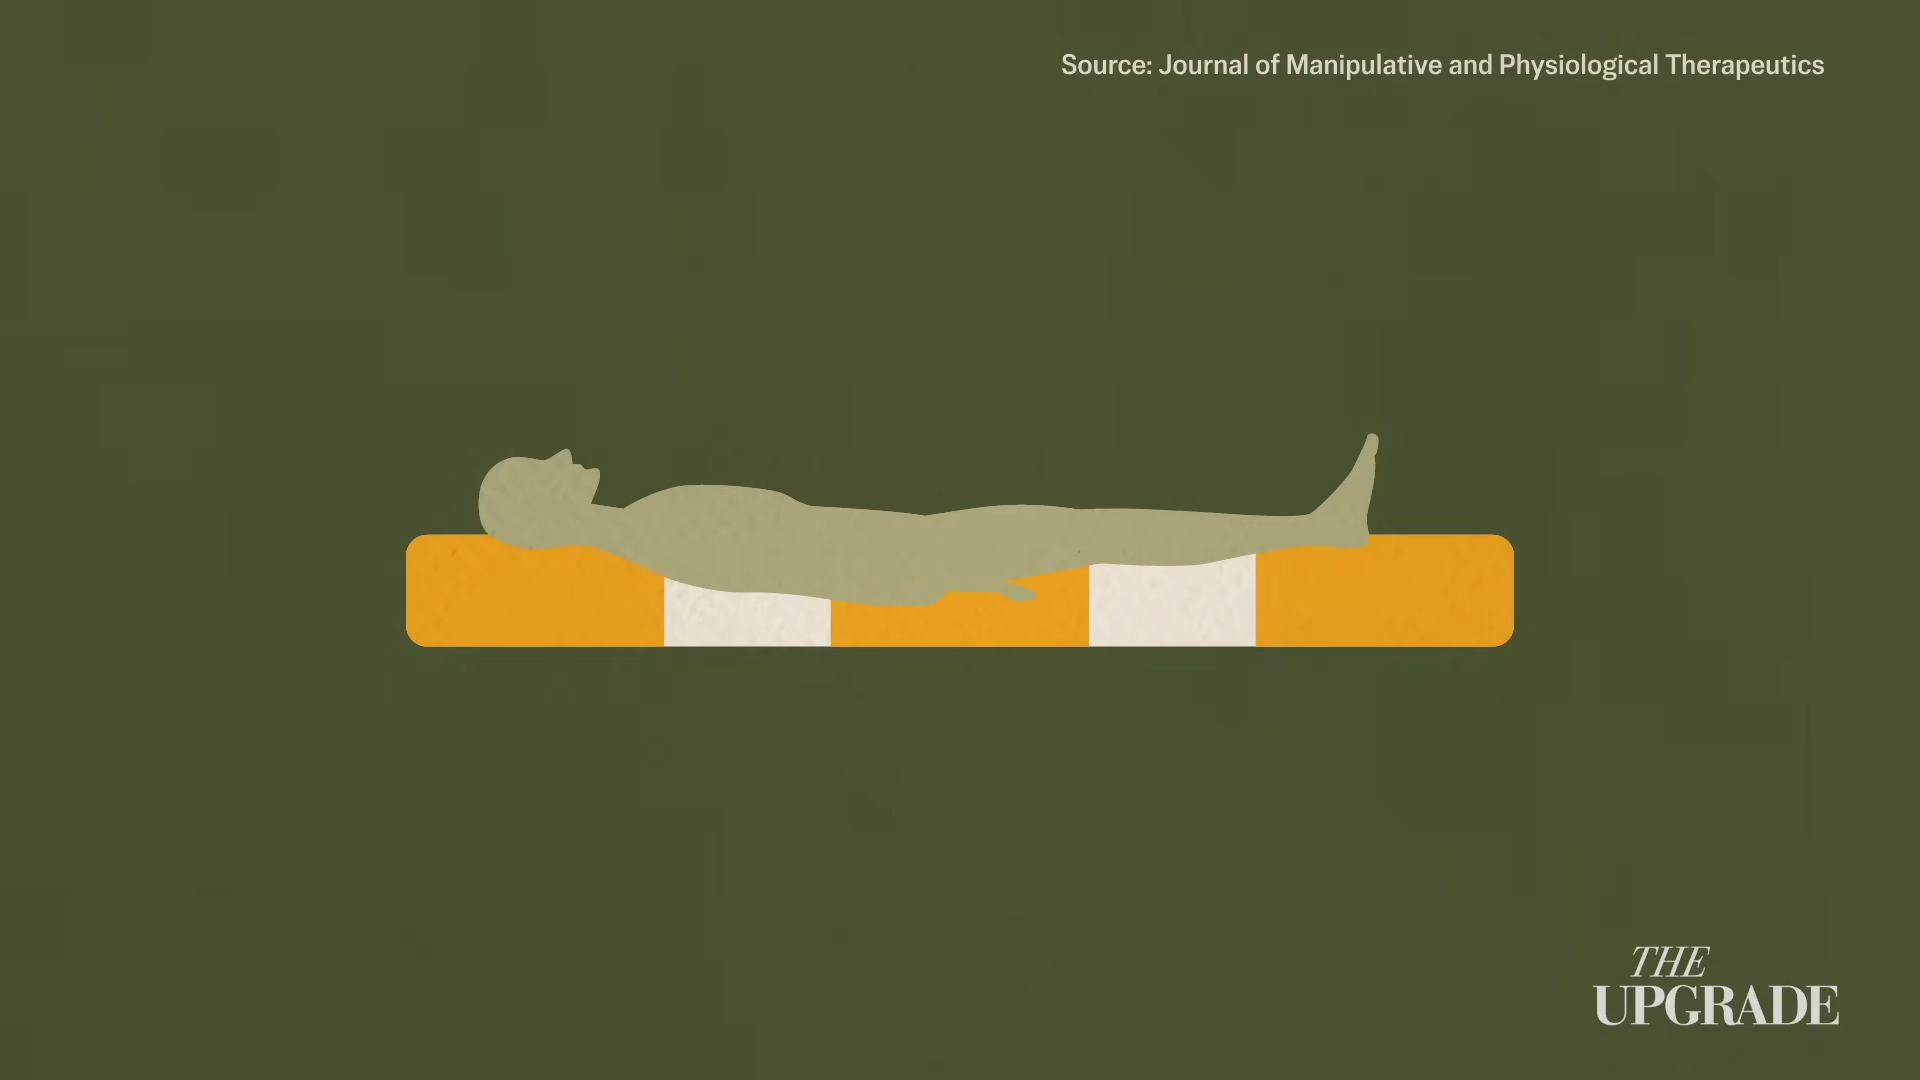 Source: Journal of Manipulative and Physiological Therapeutics
THE
UPGRADE